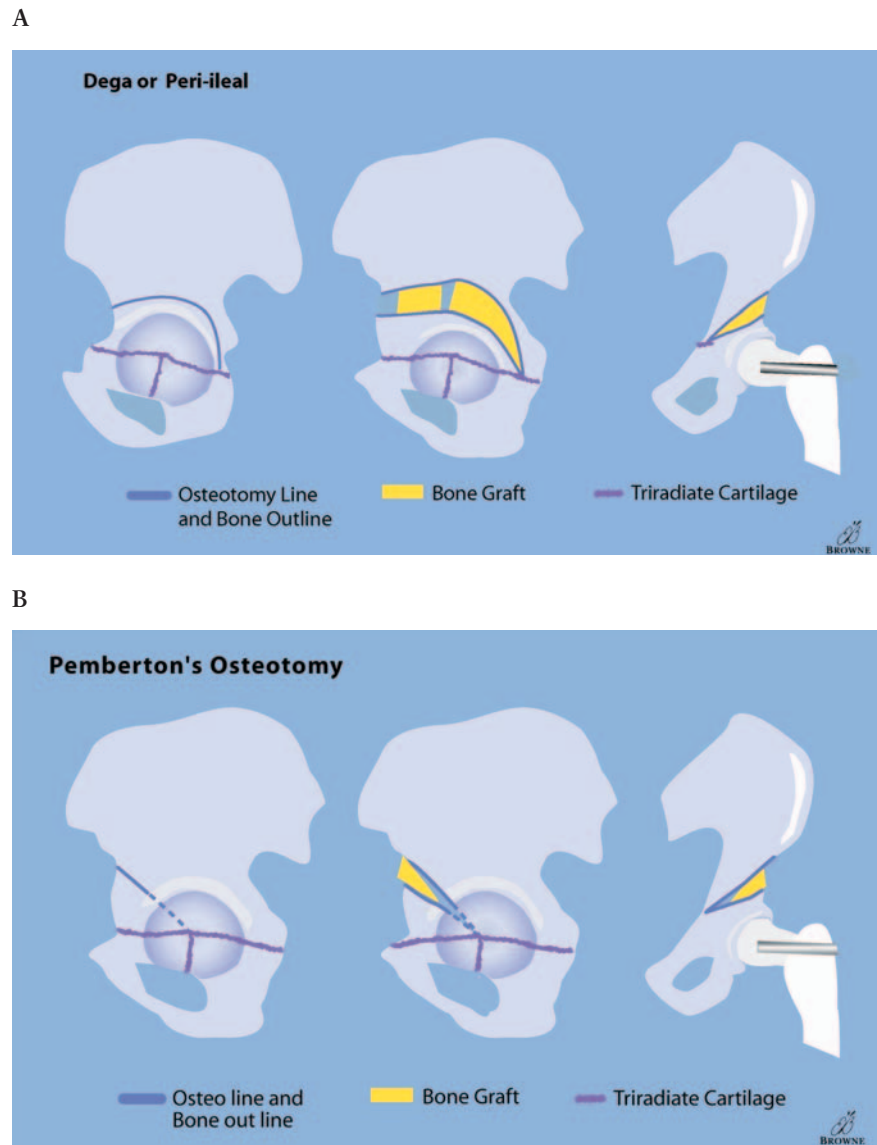 A
Dega or Peri-ileal
Osteotomy Line
and Bone Outline
Bone Graft
Triradiate Cartilage
BROWNE
B
Pemberton's Osteotomy
Osteo line and
Bone out line
Bone Graft
Triradiate Cartilage
BROWNE